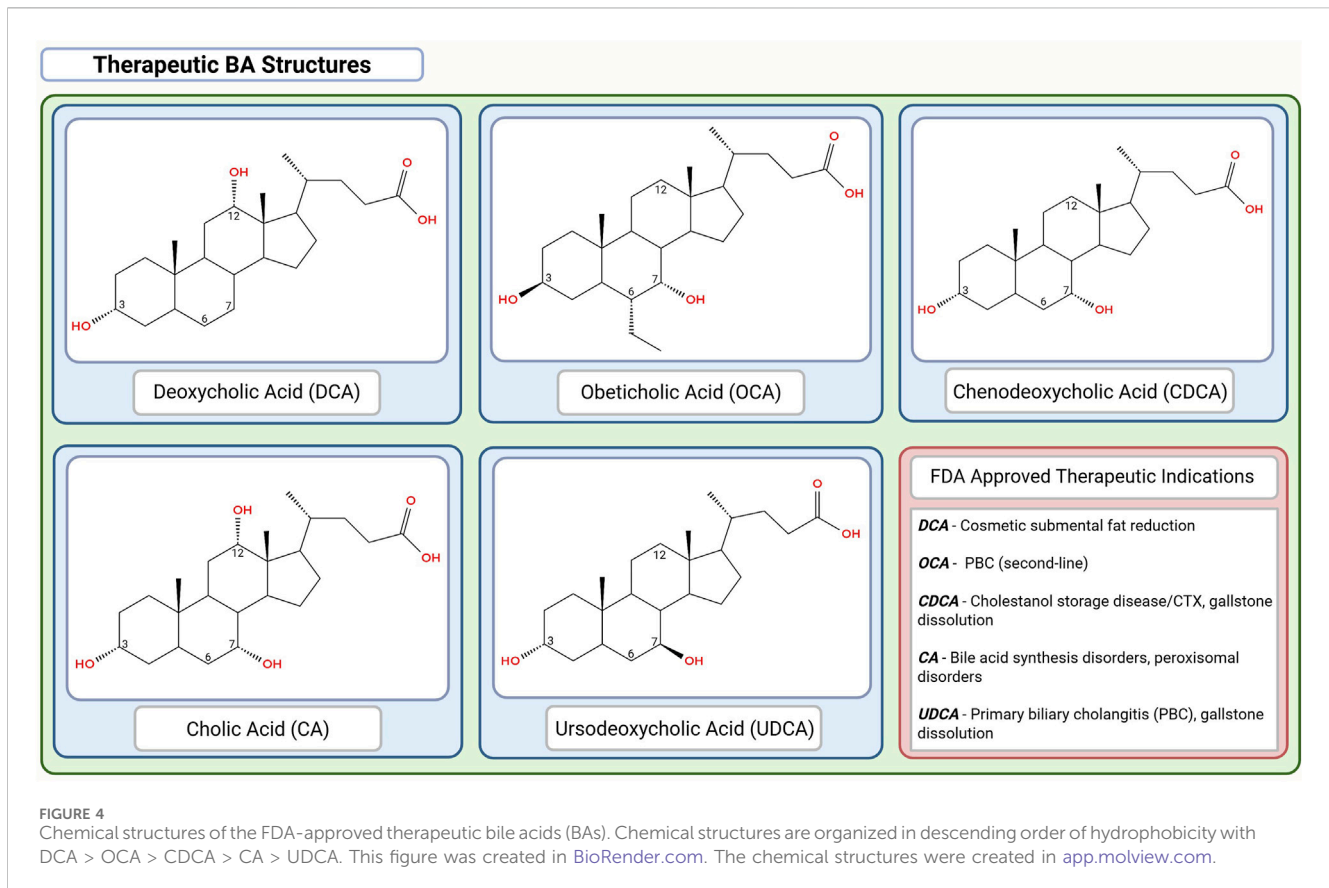 Therapeutic BA Structures
OH
12
O
OH
3
7
6
HO
Deoxycholic Acid (DCA)
O
12
OH
3
7
6
HO
OH
Obeticholic Acid (OCA)
O
12
OH
3
7
6
HO
OH
Chenodeoxycholic Acid (CDCA)
OH
O
12
OH
3
7
6
HO
OH
Cholic Acid (CA)
O
12
OH
3
7
6
HO
OH
Ursodeoxycholic Acid (UDCA)
FDA Approved Therapeutic Indications
DCA - Cosmetic submental fat reduction
OCA - PBC (second-line)
CDCA - Cholestanol storage disease/CTX, gallstone
dissolution
CA - Bile acid synthesis disorders, peroxisomal
disorders
UDCA - Primary biliary cholangitis (PBC), gallstone
dissolution
FIGURE 4
Chemical structures of the FDA-approved therapeutic bile acids (BAs). Chemical structures are organized in descending order of hydrophobicity with
DCA > OCA > CDCA > CA > UDCA. This figure was created in BioRender.com. The chemical structures were created in app.molview.com.